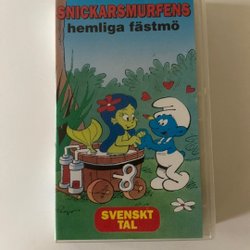 SNICKARSMURFENS
hemliga fästmö
SVENSKT
TAL